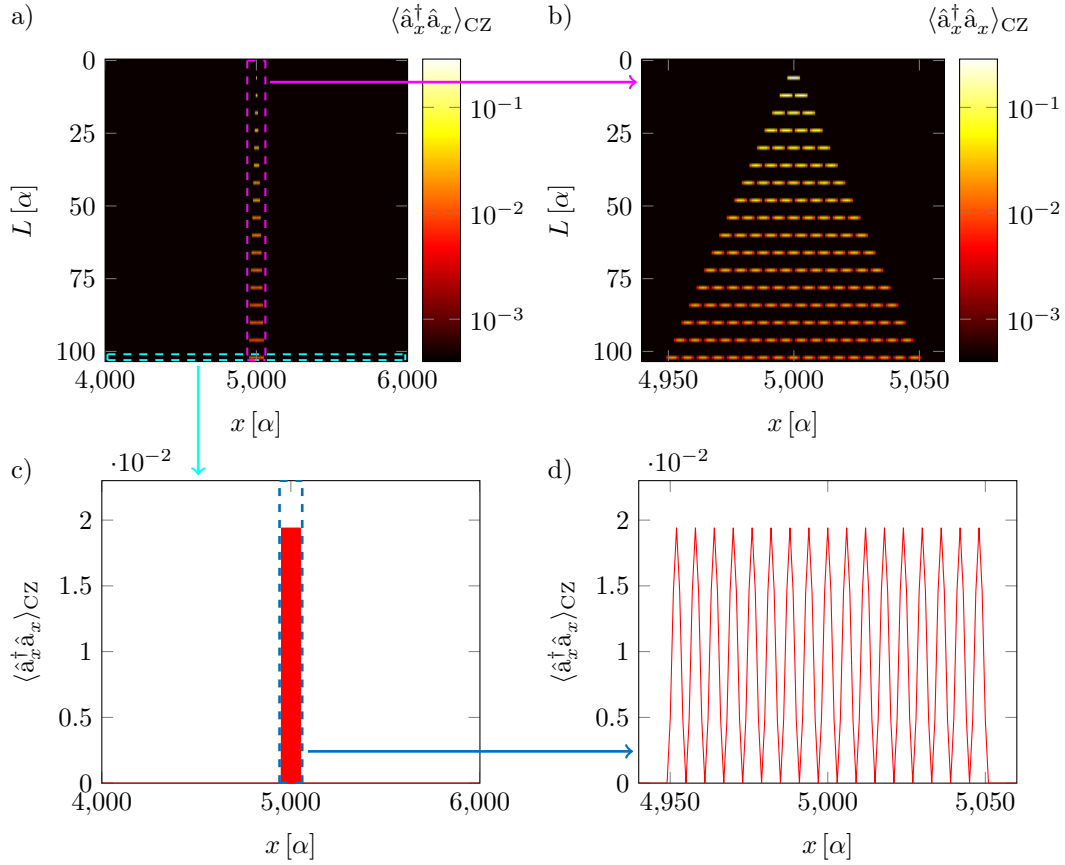 a)
⟨â†ₓâₓ⟩CZ
0
25
50
75
100
L [α]
4,000
5,000
6,000
x [α]
10⁻¹
10⁻²
10⁻³
b)
⟨â†ₓâₓ⟩CZ
0
25
50
75
100
L [α]
4,950
5,000
5,050
x [α]
10⁻¹
10⁻²
10⁻³
c)
·10⁻²
2
1.5
1
0.5
0
⟨â†ₓâₓ⟩CZ
4,000
5,000
6,000
x [α]
d)
·10⁻²
2
1.5
1
0.5
0
⟨â†ₓâₓ⟩CZ
4,950
5,000
5,050
x [α]